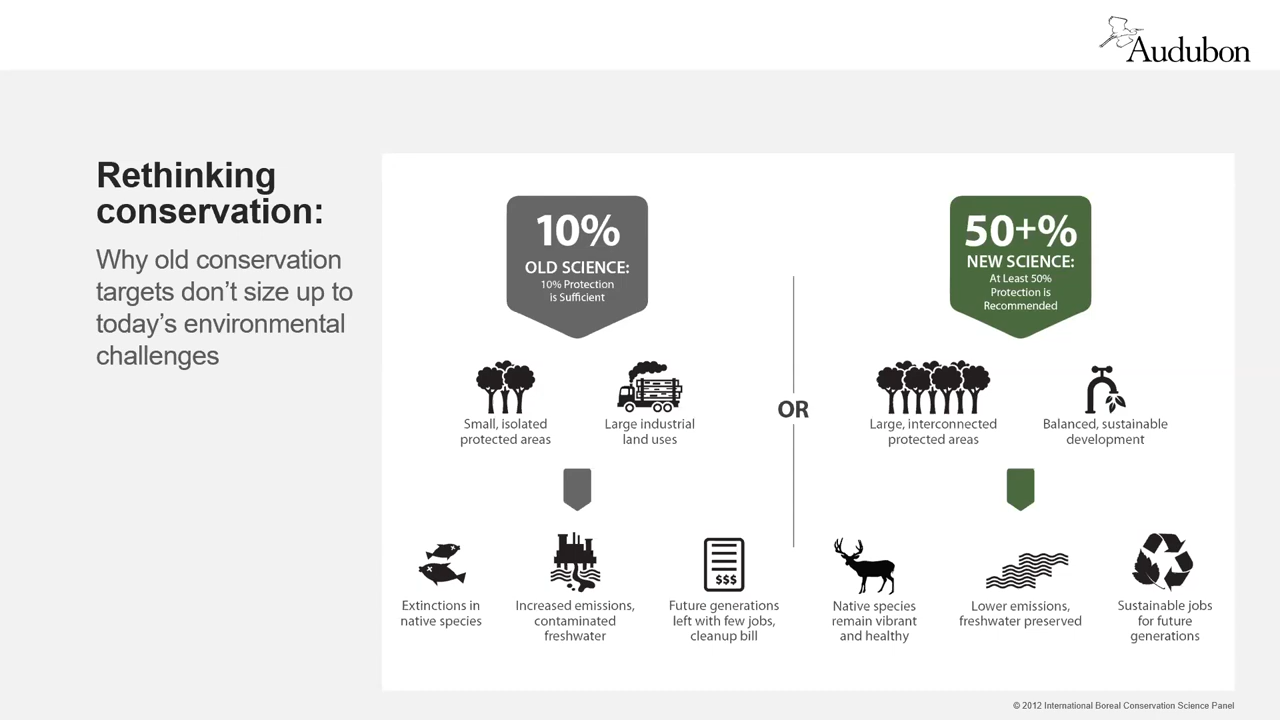 Audubon
Rethinking
conservation:
Why old conservation
targets don’t size up to
today’s environmental
challenges
10%
OLD SCIENCE:
10% Protection
is Sufficient
Small, isolated
protected areas
Large industrial
land uses
Extinctions in
native species
Increased emissions,
contaminated
freshwater
$$$
Future generations
left with few jobs,
cleanup bill
OR
50+%
NEW SCIENCE:
At Least 50%
Protection is
Recommended
Large, interconnected
protected areas
Balanced, sustainable
development
Native species
remain vibrant
and healthy
Lower emissions,
freshwater preserved
Sustainable jobs
for future
generations
© 2012 International Boreal Conservation Science Panel